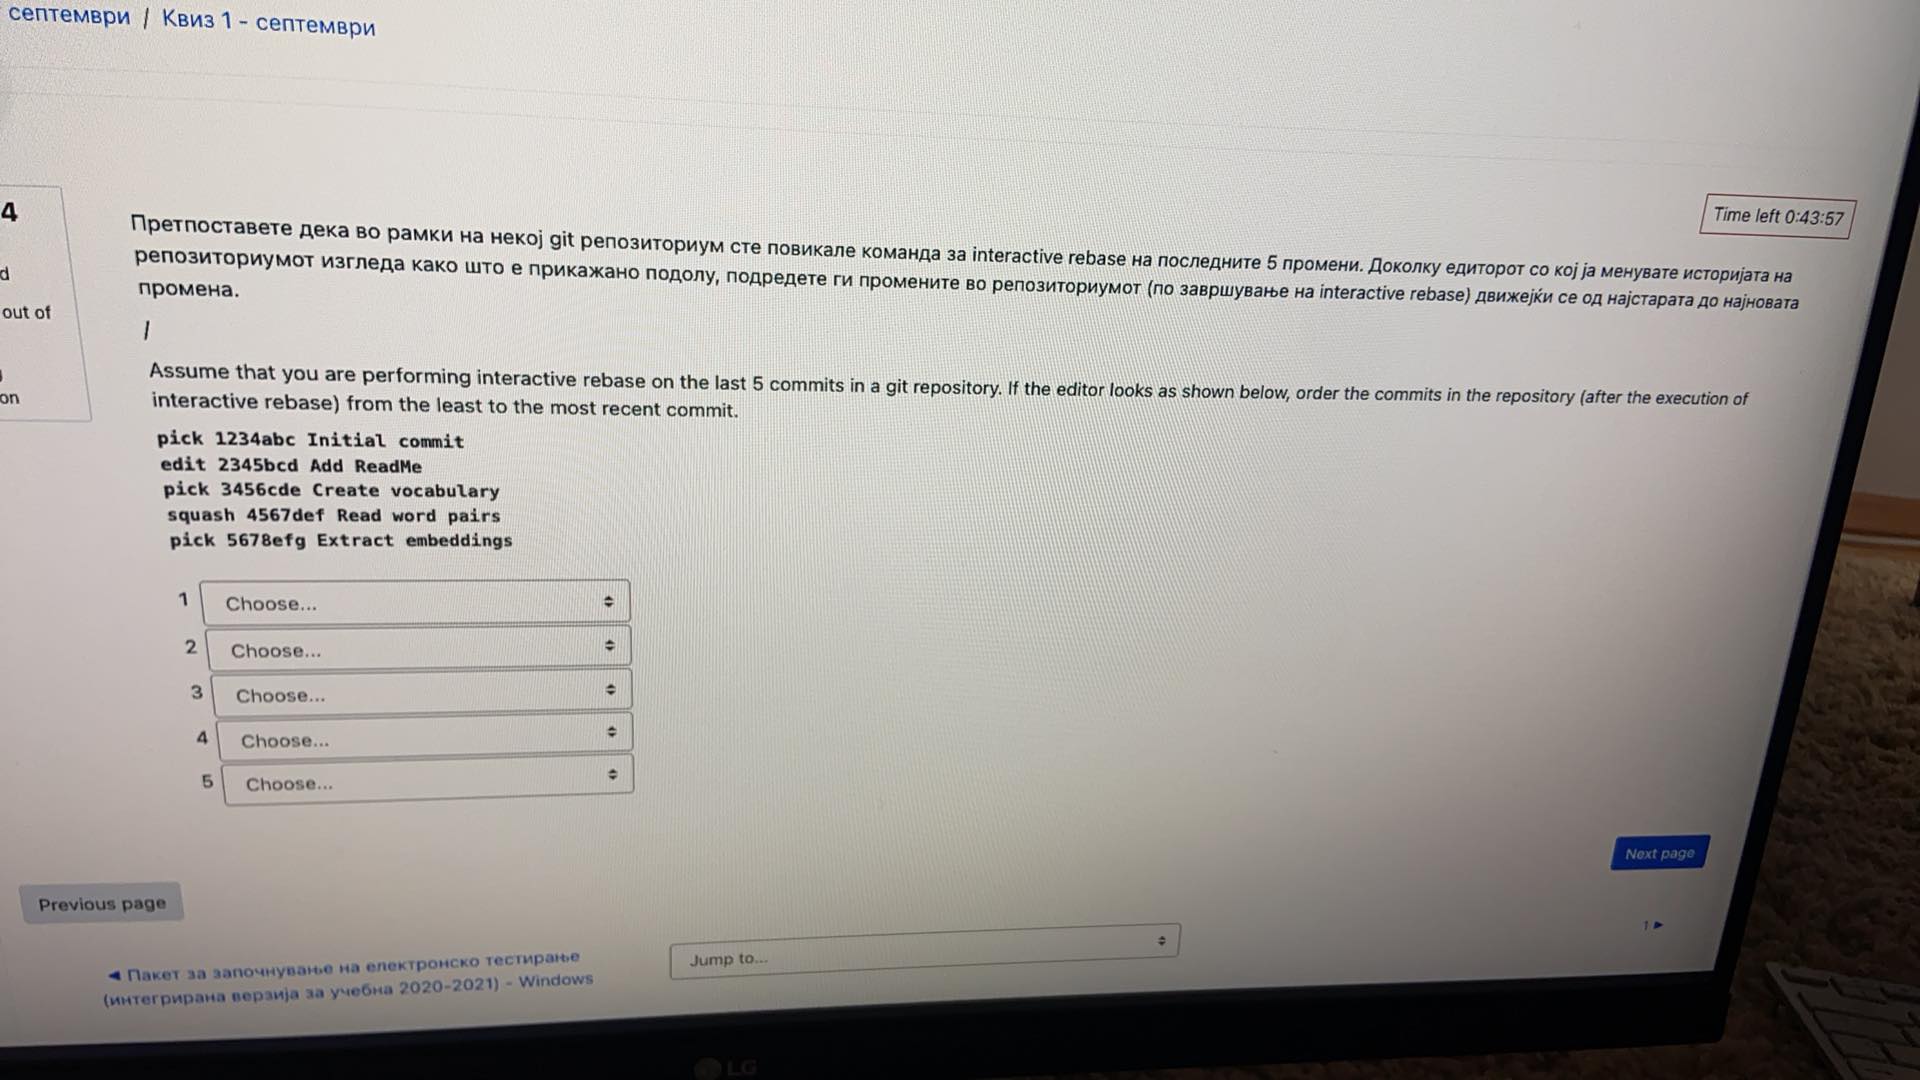 септември / Квиз 1 - септември
4
d
out of
on
Time left 0:43:57
Претпоставете дека во рамки на некој git репозиториум сте повикале команда за interactive rebase на последните 5 промени. Доколку едиторот со кој ја менувате историјата на
репозиториумот изгледа како што е прикажано подолу, подредете ги промените во репозиториумот (по завршување на interactive rebase) движејќи се од најстарата до најновата
промена.
/
Assume that you are performing interactive rebase on the last 5 commits in a git repository. If the editor looks as shown below, order the commits in the repository (after the execution of
interactive rebase) from the least to the most recent commit.
pick 1234abc Initial commit
edit 2345bcd Add ReadMe
pick 3456cde Create vocabulary
squash 4567def Read word pairs
pick 5678efg Extract embeddings
1 Choose...
2 Choose...
3 Choose...
4 Choose...
5 Choose...
Next page
Previous page
1 ►
◄ Пакет за започнување на електронско тестирање
(интегрирана верзија за учебна 2020-2021) - Windows
Jump to...
LG